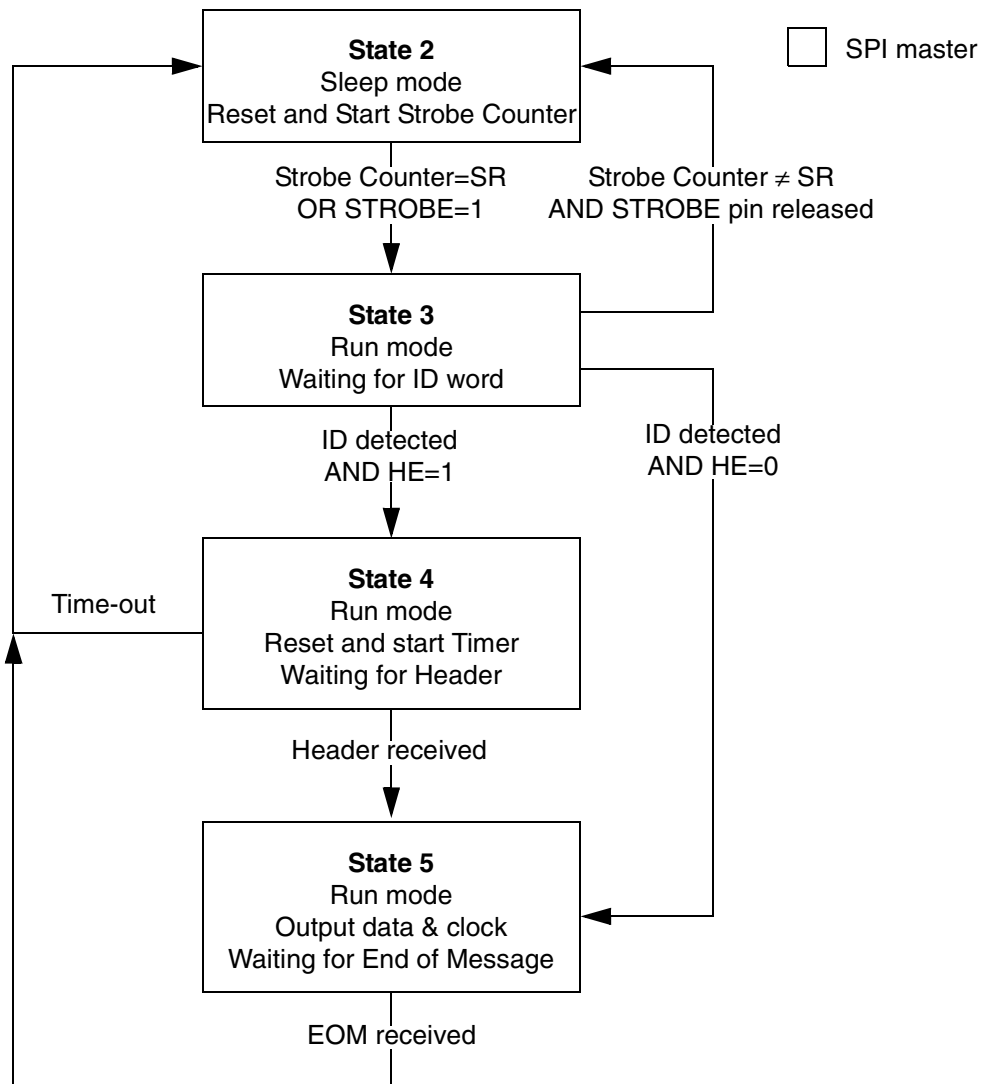 State 2
Sleep mode
Reset and Start Strobe Counter
SPI master
Strobe Counter=SR
OR STROBE=1
Strobe Counter ≠ SR
AND STROBE pin released
State 3
Run mode
Waiting for ID word
ID detected
AND HE=1
ID detected
AND HE=0
State 4
Run mode
Reset and start Timer
Waiting for Header
Time-out
Header received
State 5
Run mode
Output data & clock
Waiting for End of Message
EOM received